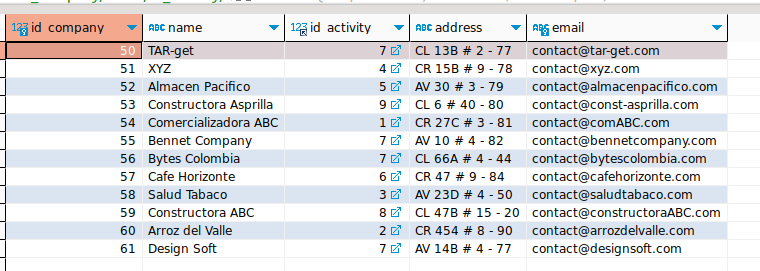 123 id_company ABC name 123 id_activity ABC address ABC email
50 TAR-get 7 CL 13B # 2 - 77 contact@tar-get.com
51 XYZ 4 CR 15B # 9 - 78 contact@xyz.com
52 Almacen Pacifico 5 AV 30 # 3 - 79 contact@almacenpacifico.com
53 Constructora Asprilla 9 CL 6 # 40 - 80 contact@const-asprilla.com
54 Comercializadora ABC 1 CR 27C # 3 - 81 contact@comABC.com
55 Bennet Company 7 AV 10 # 4 - 82 contact@bennetcompany.com
56 Bytes Colombia 7 CL 66A # 4 - 44 contact@bytescolombia.com
57 Cafe Horizonte 6 CR 47 # 9 - 84 contact@cafehorizonte.com
58 Salud Tabaco 3 AV 23D # 4 - 50 contact@saludtabaco.com
59 Constructora ABC 8 CL 47B # 15 - 20 contact@constructoraABC.com
60 Arroz del Valle 2 CR 454 # 8 - 90 contact@arrozdelvalle.com
61 Design Soft 7 AV 14B # 4 - 77 contact@designsoft.com